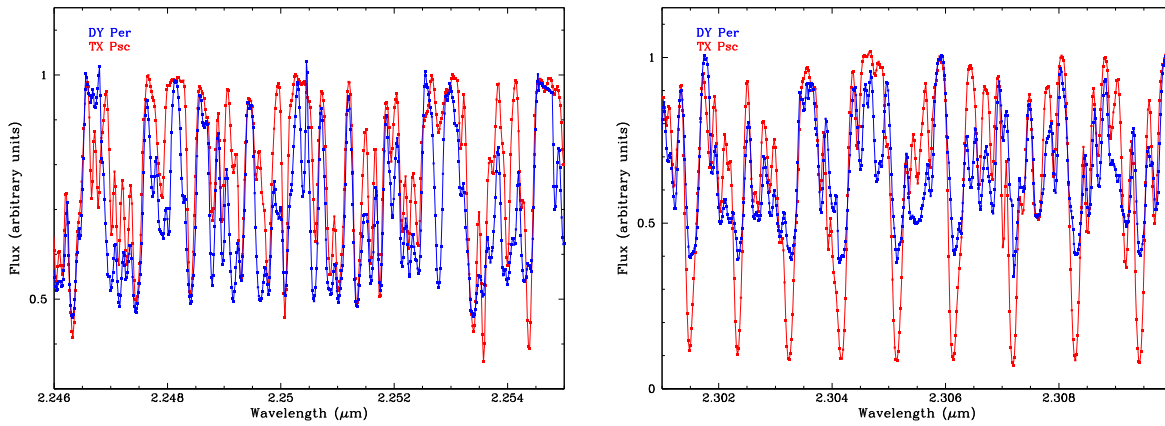 DY Per
TX Psc
1
0.5
Flux (arbitrary units)
2.246
2.248
2.25
2.252
2.254
Wavelength (μm)
DY Per
TX Psc
1
0.5
0
Flux (arbitrary units)
2.302
2.304
2.306
2.308
Wavelength (μm)